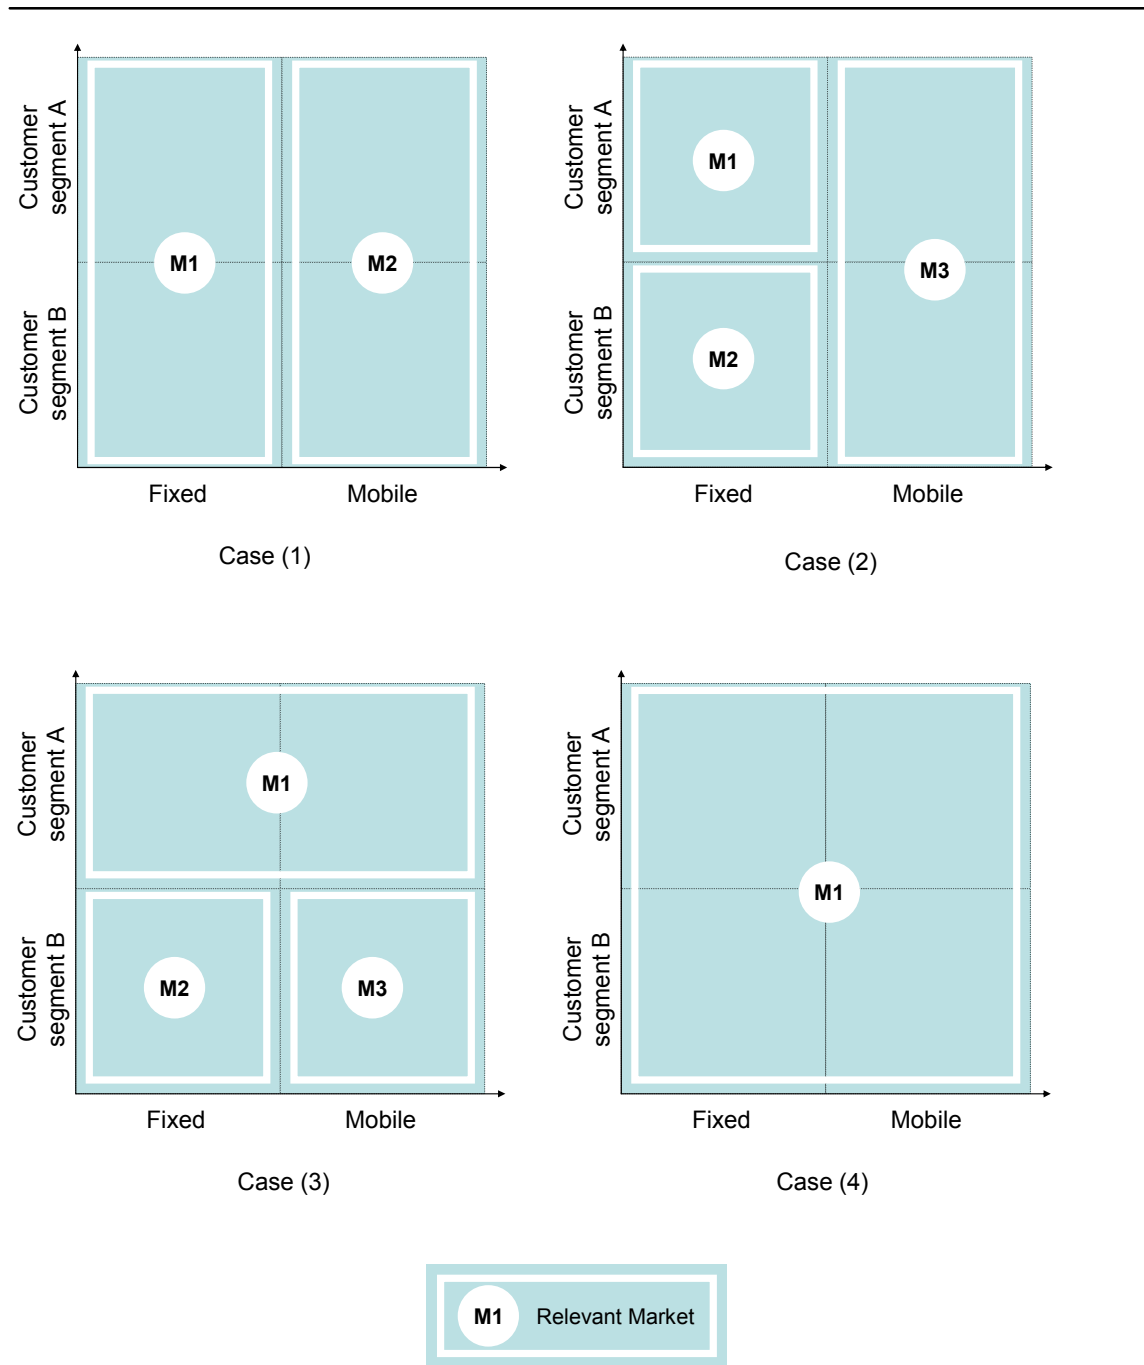 Customer
segment A
Customer
segment B
M1
M2
Fixed
Mobile
Case (1)
Customer
segment A
Customer
segment B
M1
M2
M3
Fixed
Mobile
Case (2)
Customer
segment A
Customer
segment B
M1
M2
M3
Fixed
Mobile
Case (3)
Customer
segment A
Customer
segment B
M1
Fixed
Mobile
Case (4)
M1 Relevant Market